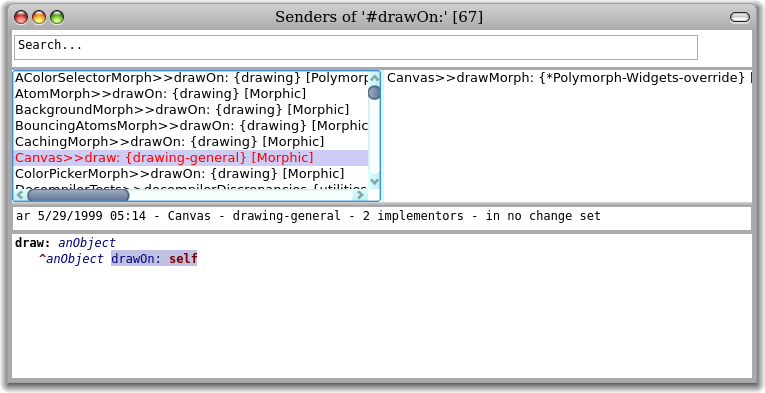 Senders of '#drawOn:' [67]
Search...
AColorSelectorMorph>>drawOn: {drawing} [Polymorp
AtomMorph>>drawOn: {drawing} [Morphic]
BackgroundMorph>>drawOn: {drawing} [Morphic]
BouncingAtomsMorph>>drawOn: {drawing} [Morphic
CachingMorph>>drawOn: {drawing} [Morphic]
Canvas>>draw: {drawing-general} [Morphic]
ColorPickerMorph>>drawOn: {drawing} [Morphic]
DecompilerTests>>decompilerDiscrepancies {utilities
Canvas>>drawMorph: {*Polymorph-Widgets-override} [
ar 5/29/1999 05:14 - Canvas - drawing-general - 2 implementors - in no change set
draw: anObject
^anObject drawOn: self